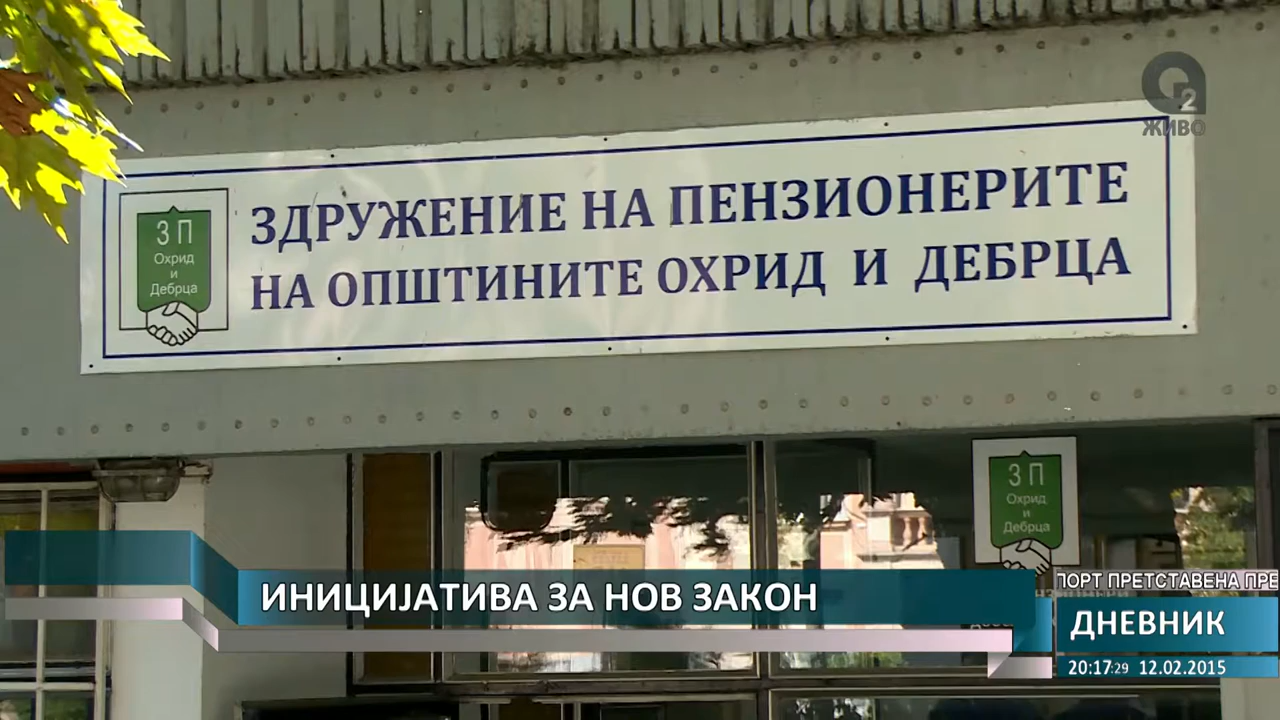 2
ЖИВО
ЗДРУЖЕНИЕ НА ПЕНЗИОНЕРИТЕ
НА ОПШТИНИТЕ ОХРИД И ДЕБРЦА
З П
Охрид
и
Дебрца
З П
Охрид
и
Дебрца
ИНИЦИЈАТИВА ЗА НОВ ЗАКОН
ПОРТ ПРЕТСТАВЕНА ПРЕ
ДНЕВНИК
20:17:29 12.02.2015